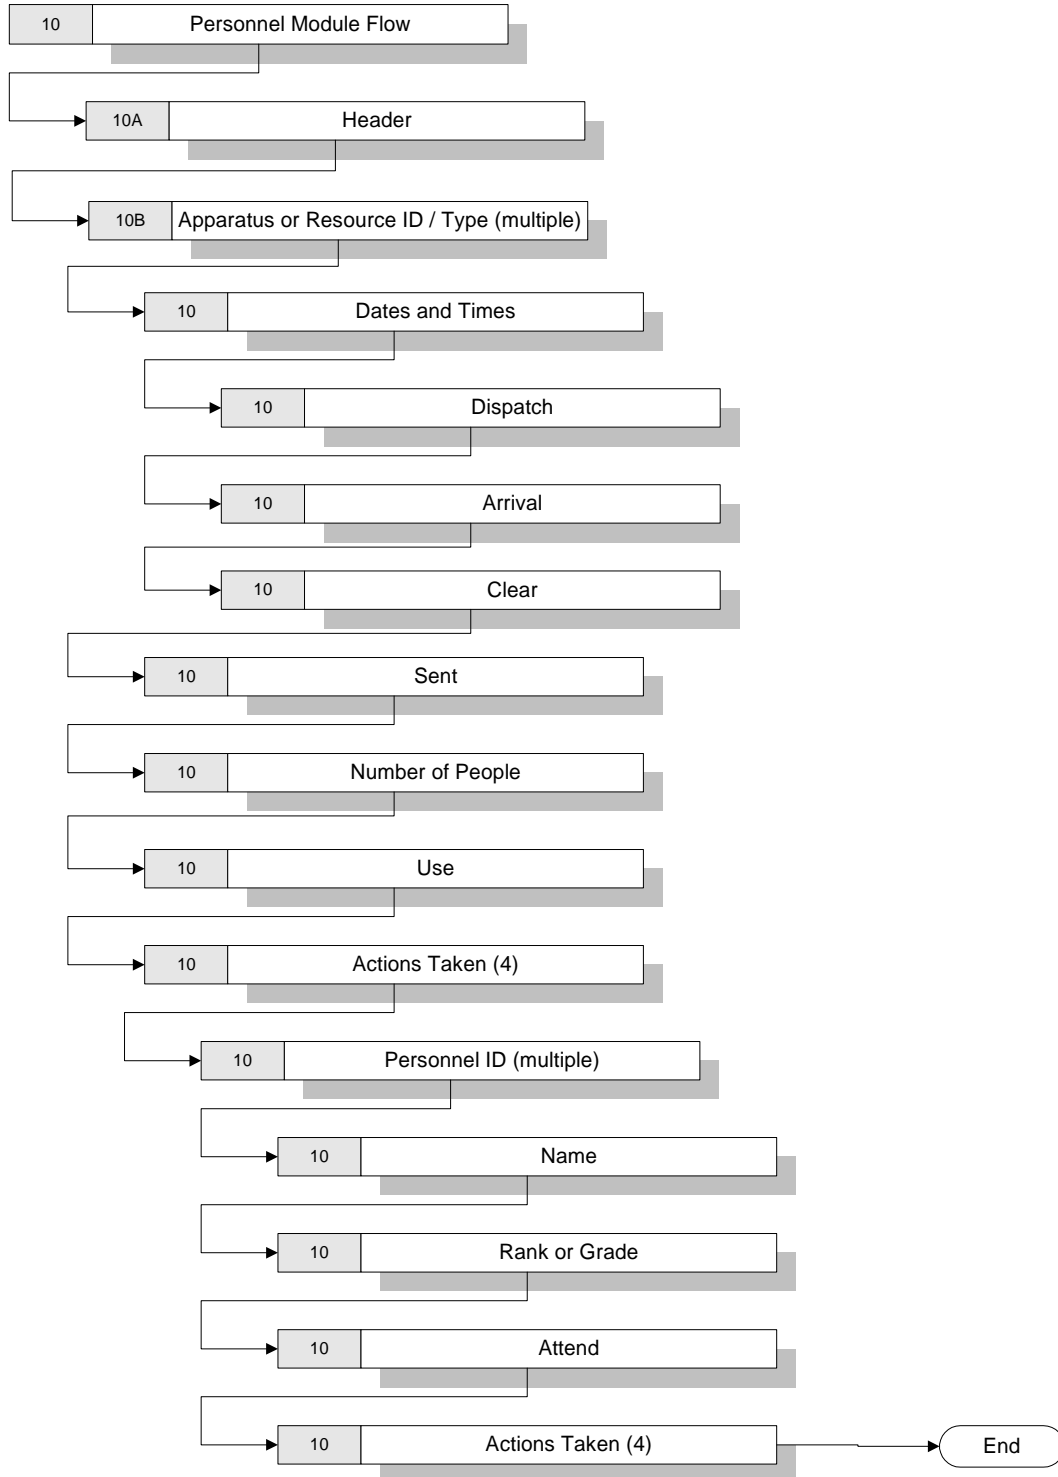 10 Personnel Module Flow
10A Header
10B Apparatus or Resource ID / Type (multiple)
10 Dates and Times
10 Dispatch
10 Arrival
10 Clear
10 Sent
10 Number of People
10 Use
10 Actions Taken (4)
10 Personnel ID (multiple)
10 Name
10 Rank or Grade
10 Attend
10 Actions Taken (4) End